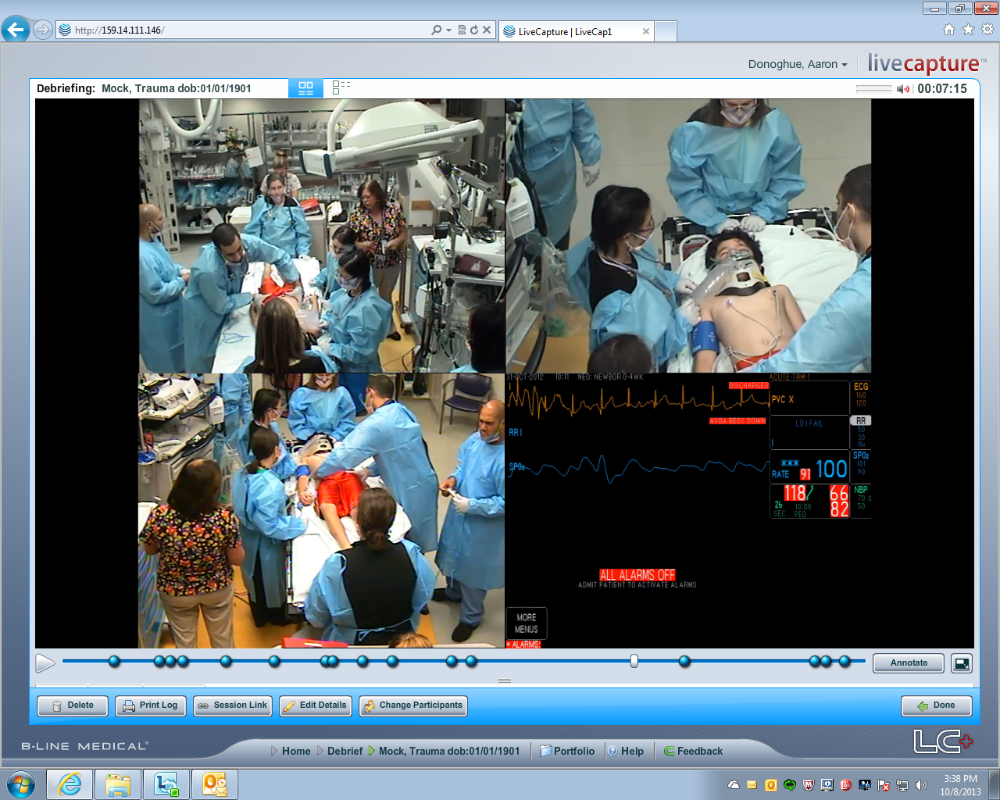 http://159.14.111.146/
LiveCapture | LiveCap1
Donoghue, Aaron
livecapture™
Debriefing: Mock, Trauma dob:01/01/1901
00:07:15
31-OCT-2012 10:11 NEO: NEWBOR 0-4WK ACUTE-TRM-1
DISCHARGED
I
PVC X
ECG
160
120
AVOA BEDS DOWN
RR I
LD I FAIL
I
RR
50
30
15s
SPO2
***
RATE 91 100
SPO2
101
90
118/ 66
82
26
SEC
10:08
PED
NBP
70 s
50
ALL ALARMS OFF
ADMIT PATIENT TO ACTIVATE ALARMS
MORE
MENUS
* ALARMS:
Annotate
Delete
Print Log
Session Link
Edit Details
Change Participants
Done
B-LINE MEDICAL®
LC+
Home Debrief Mock, Trauma dob:01/01/1901 Portfolio Help Feedback
3:38 PM
10/8/2013